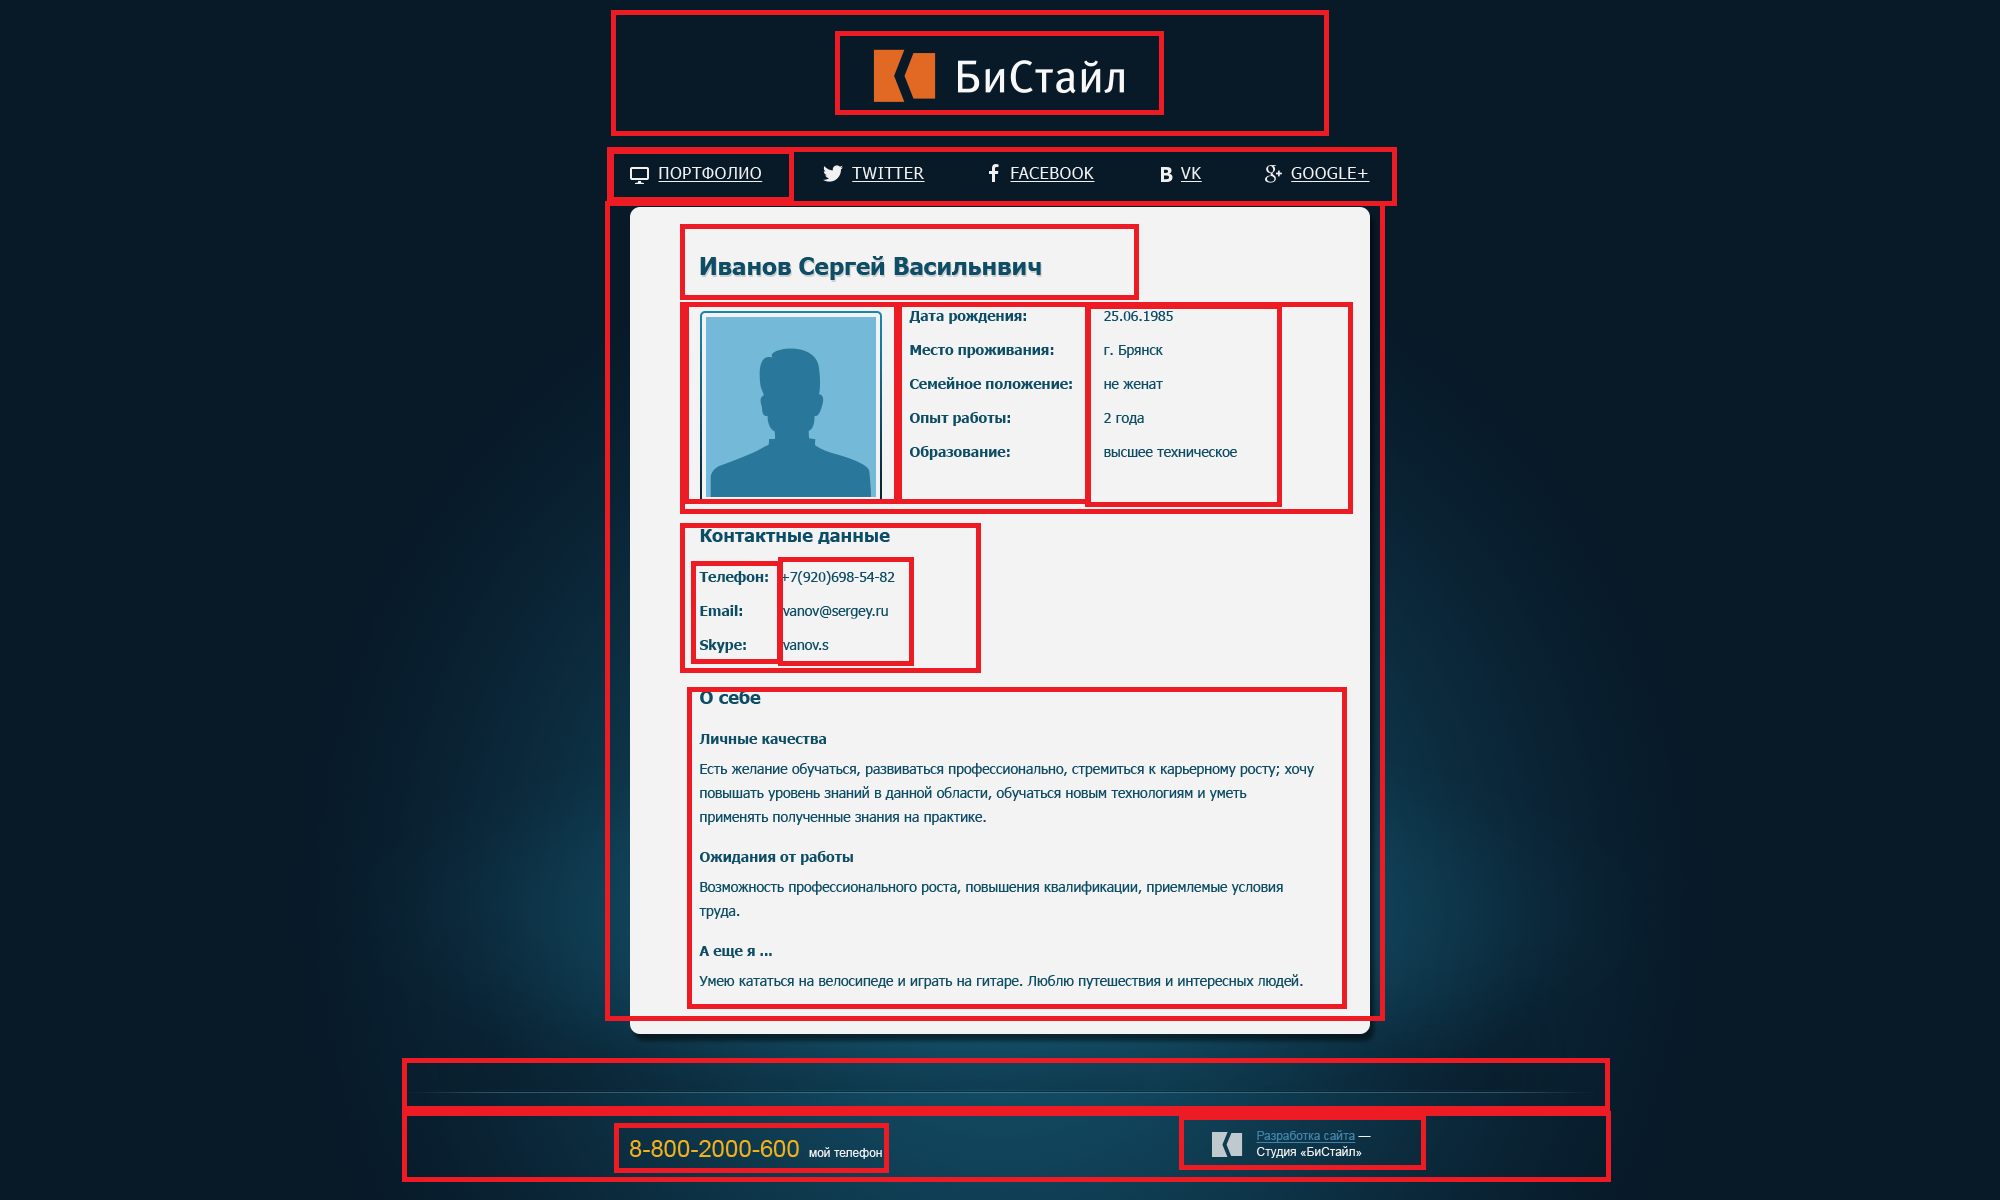 БиСтайл
ПОРТФОЛИО TWITTER FACEBOOK B VK GOOGLE+
Иванов Сергей Васильнвич
Дата рождения: 25.06.1985
Место проживания: г. Брянск
Семейное положение: не женат
Опыт работы: 2 года
Образование: высшее техническое
Контактные данные
Телефон: +7(920)698-54-82
Email: vanov@sergey.ru
Skype: vanov.s
О себе
Личные качества
Есть желание обучаться, развиваться профессионально, стремиться к карьерному росту; хочу
повышать уровень знаний в данной области, обучаться новым технологиям и уметь
применять полученные знания на практике.
Ожидания от работы
Возможность профессионального роста, повышения квалификации, приемлемые условия
труда.
А еще я ...
Умею кататься на велосипеде и играть на гитаре. Люблю путешествия и интересных людей.
8-800-2000-600 мой телефон
Разработка сайта —
Студия «БиСтайл»